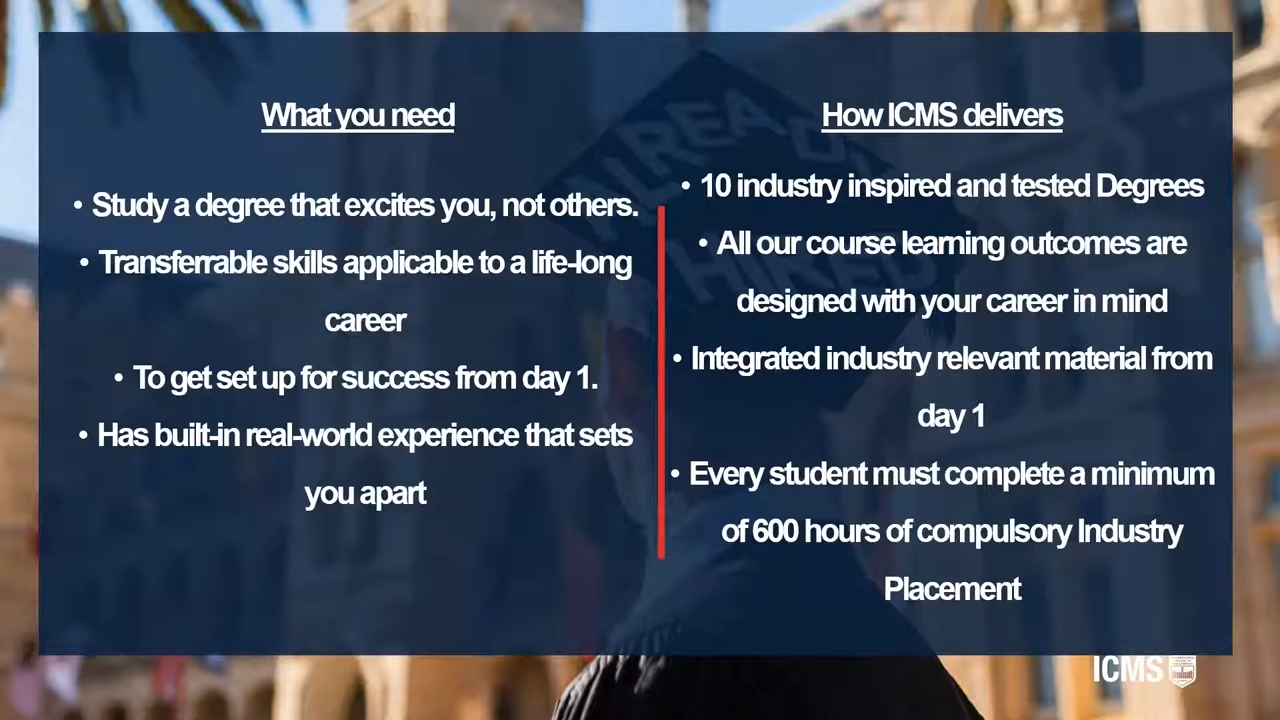 What you need
• Study a degree that excites you, not others.
• Transferrable skills applicable to a life-long
career
• To get set up for success from day 1.
• Has built-in real-world experience that sets
you apart
How ICMS delivers
• 10 industry inspired and tested Degrees
• All our course learning outcomes are
designed with your career in mind
• Integrated industry relevant material from
day 1
• Every student must complete a minimum
of 600 hours of compulsory Industry
Placement
ALREADY
HIRED
ICMS